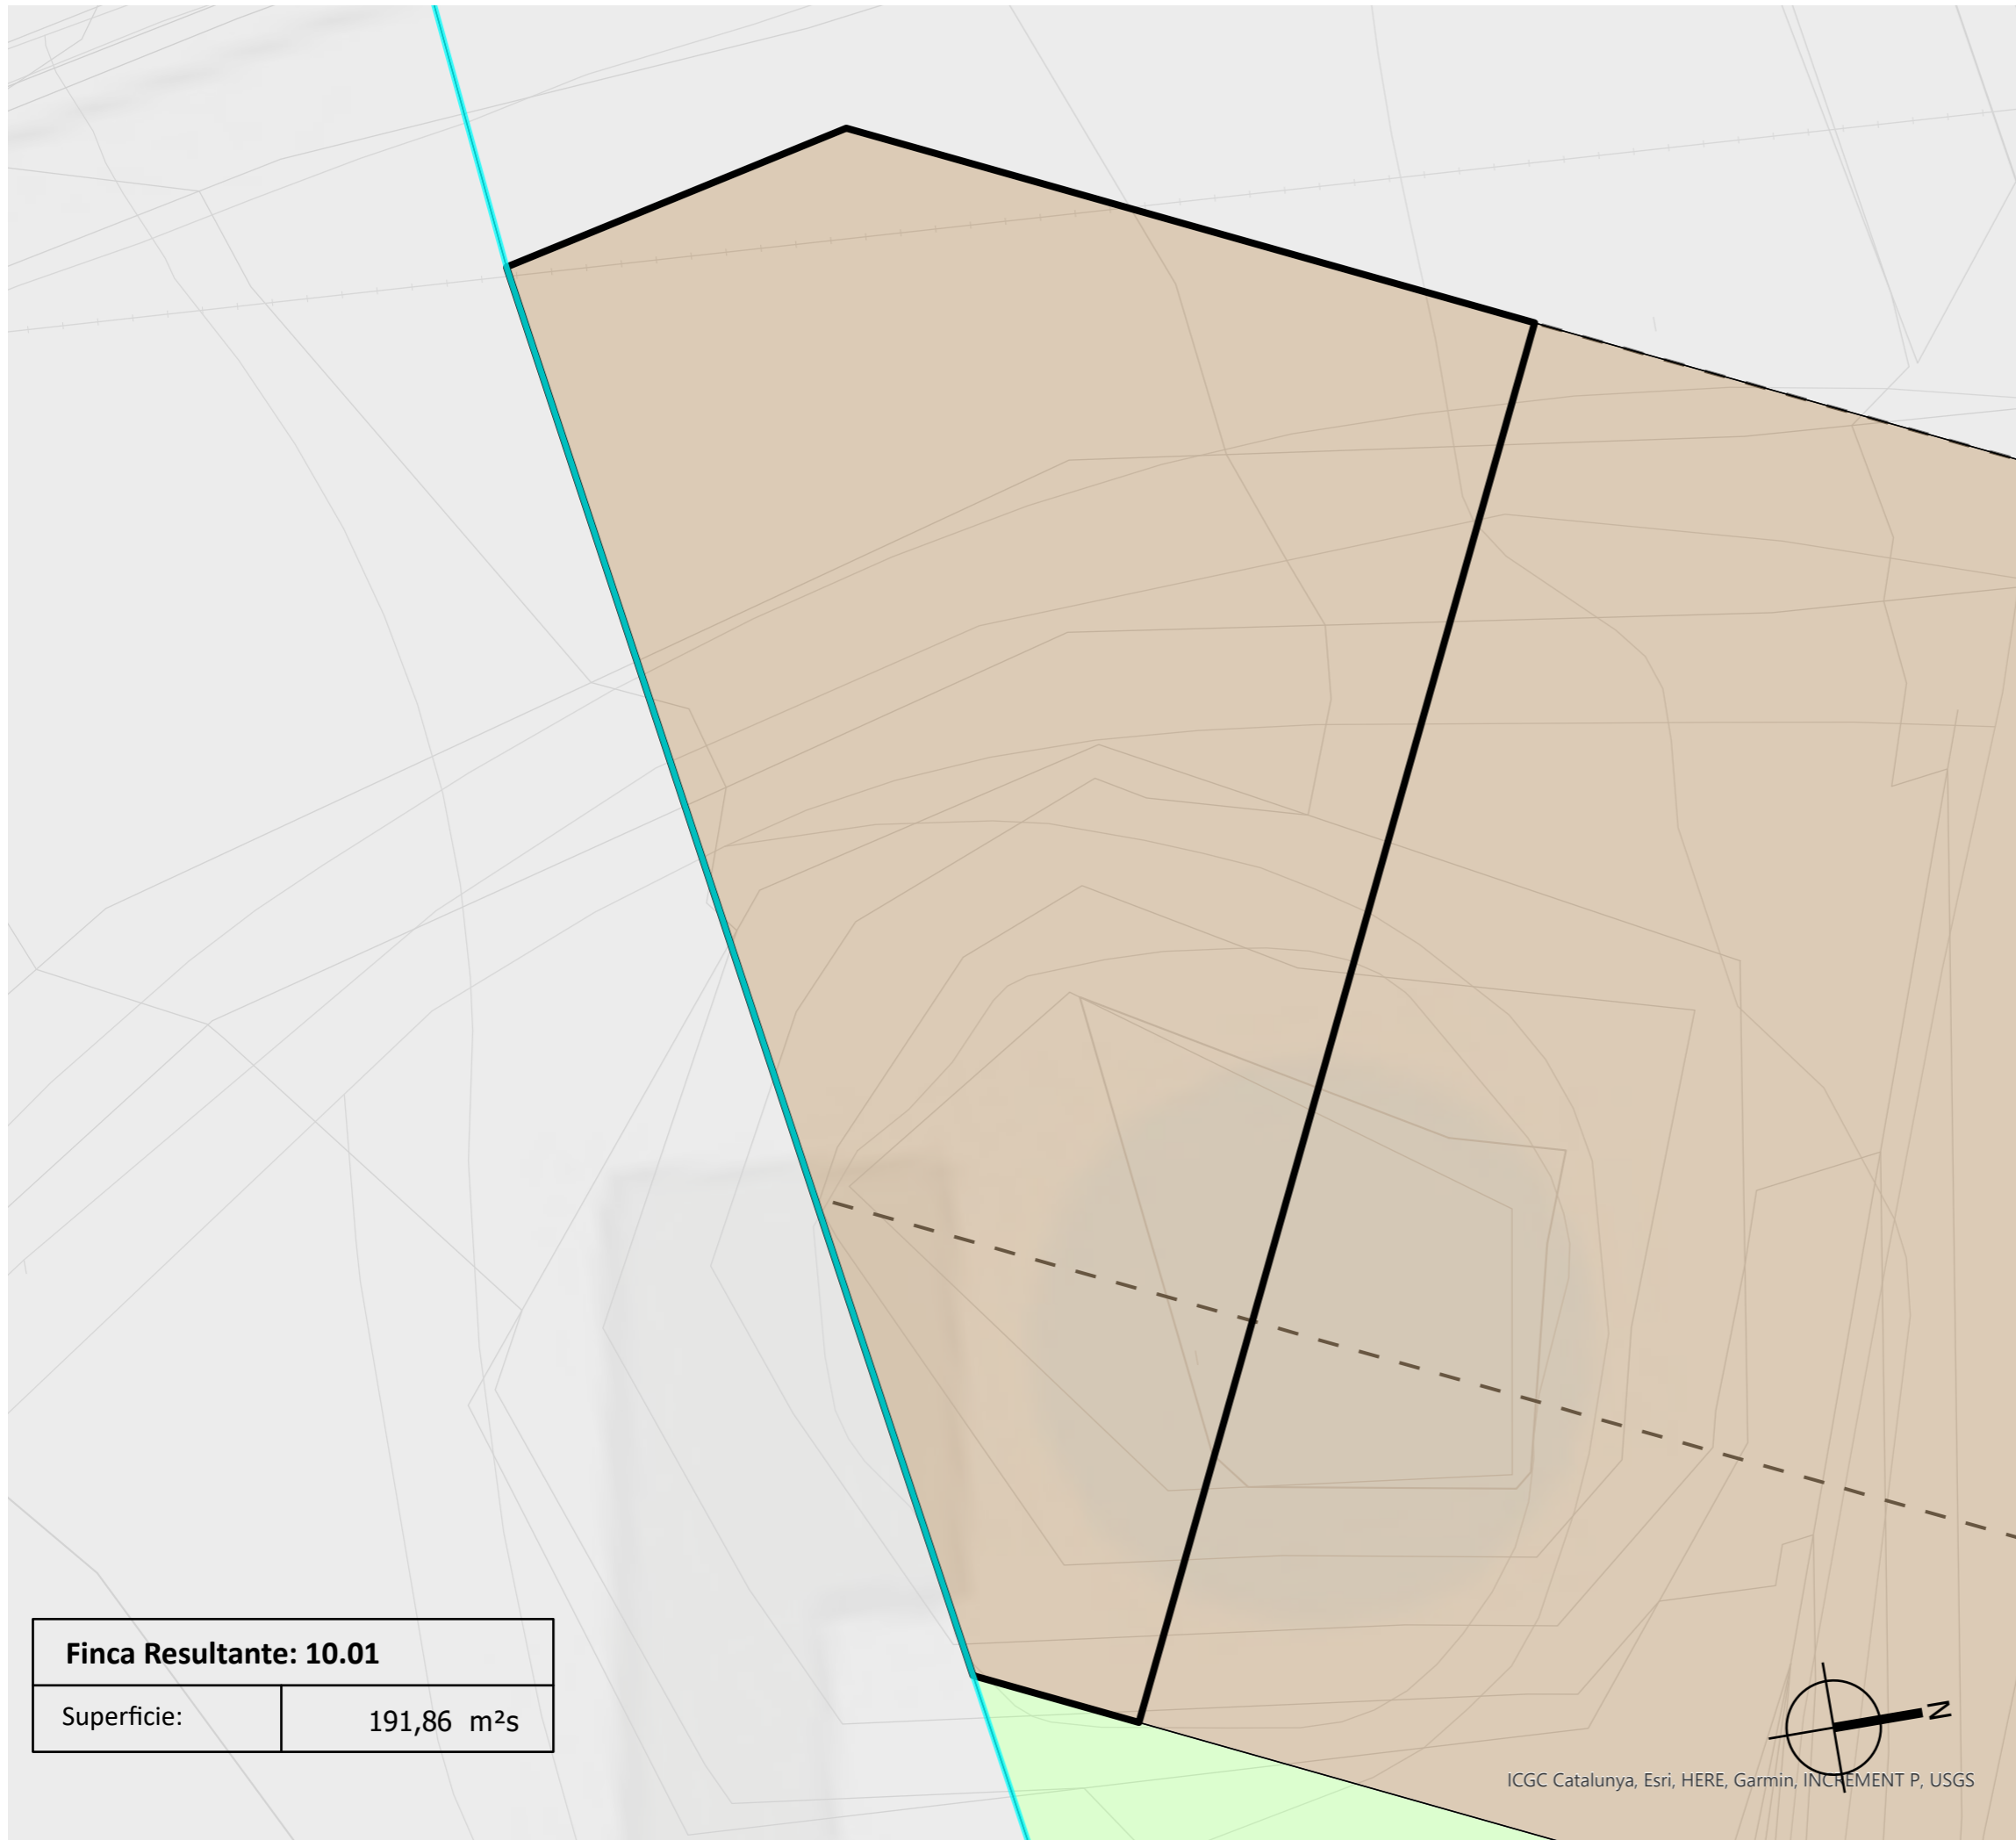 Finca Resultante: 10.01
Superficie: 191,86 m²s
N
ICGC Catalunya, Esri, HERE, Garmin, INCREMENT P, USGS